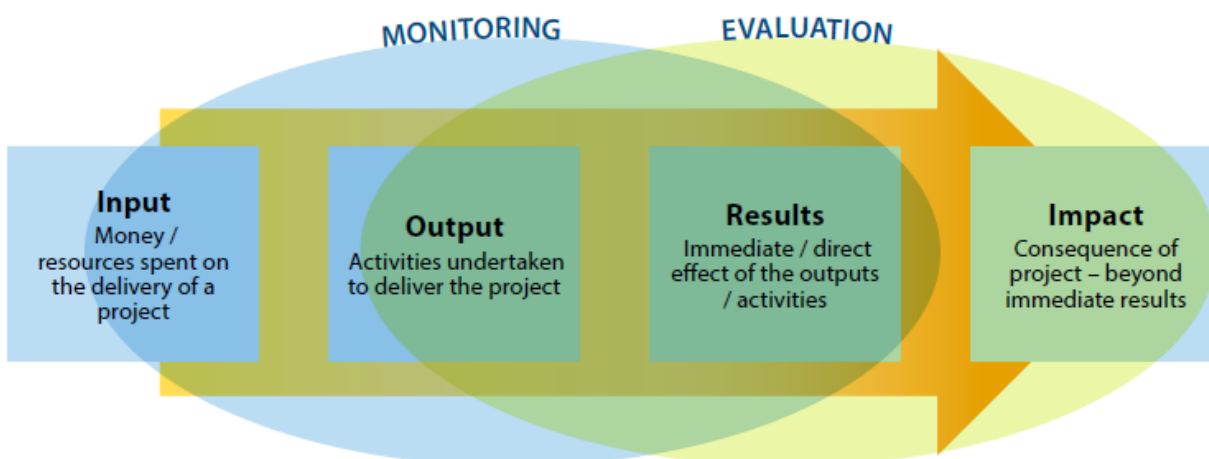 MONITORING
EVALUATION
Input
Money /
resources spent on
the delivery of a
project
Output
Activities undertaken
to deliver the project
Results
Immediate / direct
effect of the outputs
/ activities
Impact
Consequence of
project – beyond
immediate results